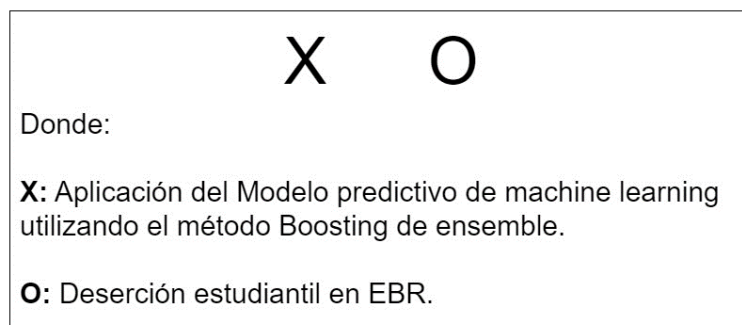 X O
Donde:
X: Aplicación del Modelo predictivo de machine learning
utilizando el método Boosting de ensemble.
O: Deserción estudiantil en EBR.